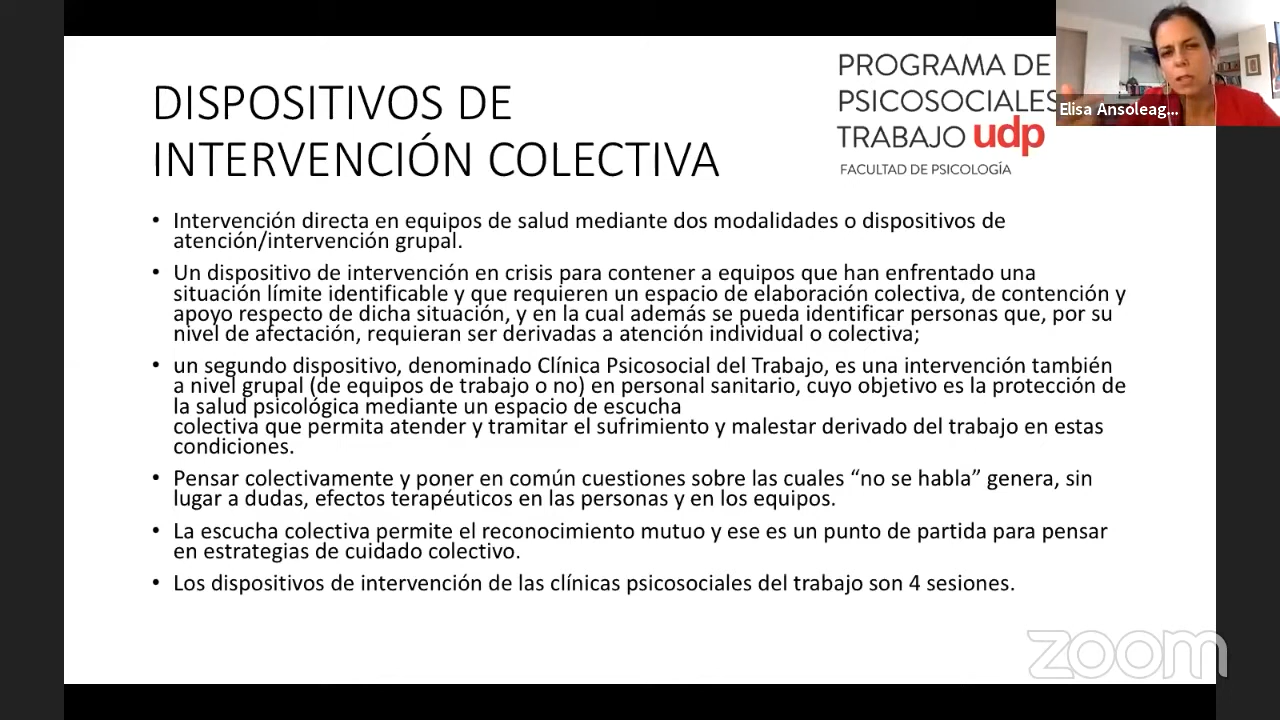 DISPOSITIVOS DE
INTERVENCIÓN COLECTIVA
PROGRAMA DE
PSICOSOCIALES
TRABAJO udp
FACULTAD DE PSICOLOGÍA
Elisa Ansoleag...
• Intervención directa en equipos de salud mediante dos modalidades o dispositivos de
atención/intervención grupal.
• Un dispositivo de intervención en crisis para contener a equipos que han enfrentado una
situación límite identificable y que requieren un espacio de elaboración colectiva, de contención y
apoyo respecto de dicha situación, y en la cual además se pueda identificar personas que, por su
nivel de afectación, requieran ser derivadas a atención individual o colectiva;
• un segundo dispositivo, denominado Clínica Psicosocial del Trabajo, es una intervención también
a nivel grupal (de equipos de trabajo o no) en personal sanitario, cuyo objetivo es la protección de
la salud psicológica mediante un espacio de escucha
colectiva que permita atender y tramitar el sufrimiento y malestar derivado del trabajo en estas
condiciones.
• Pensar colectivamente y poner en común cuestiones sobre las cuales “no se habla” genera, sin
lugar a dudas, efectos terapéuticos en las personas y en los equipos.
• La escucha colectiva permite el reconocimiento mutuo y ese es un punto de partida para pensar
en estrategias de cuidado colectivo.
• Los dispositivos de intervención de las clínicas psicosociales del trabajo son 4 sesiones.
zoom